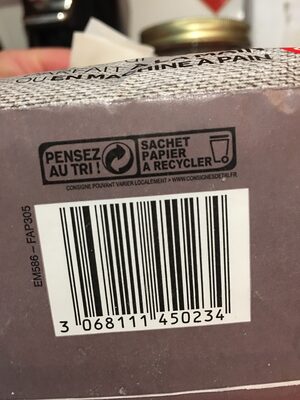 OU EN MACHINE À PAIN
PENSEZ
AU TRI !
SACHET
PAPIER
À RECYCLER
CONSIGNE POUVANT VARIER LOCALEMENT > WWW.CONSIGNESDETRI.FR
EM586 - FAP305
3 068111 450234